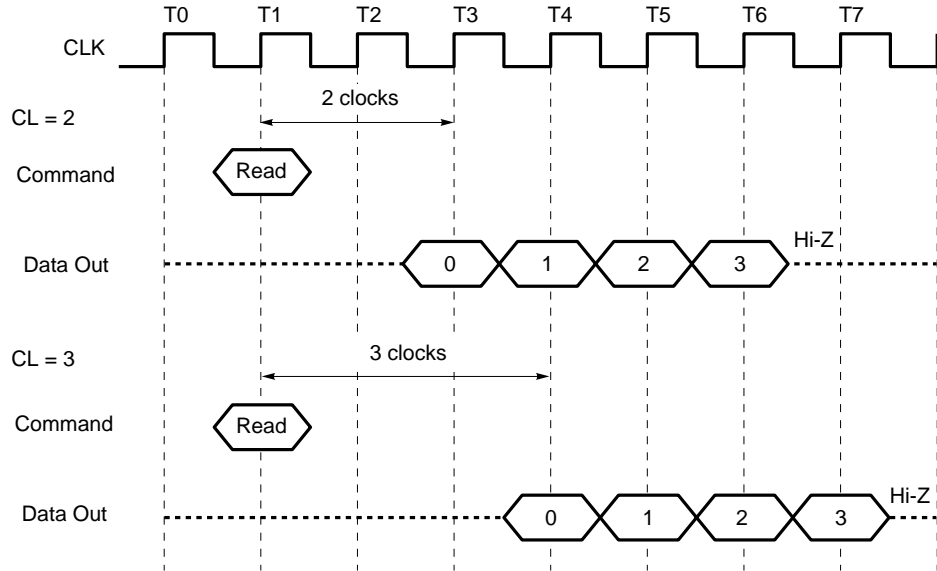 T0 T1 T2 T3 T4 T5 T6 T7
CLK
2 clocks
CL = 2
Command Read
Hi-Z
Data Out 0 1 2 3
3 clocks
CL = 3
Command Read
Hi-Z
Data Out 0 1 2 3